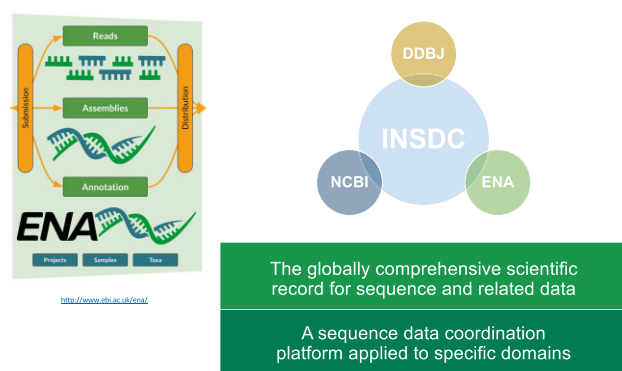 Reads
Submission
Distribution
Assemblies
Annotation
ENA
Projects
Samples
Taxa
http://www.ebi.ac.uk/ena/
DDBJ
INSDC
NCBI
ENA
The globally comprehensive scientific
record for sequence and related data
A sequence data coordination
platform applied to specific domains